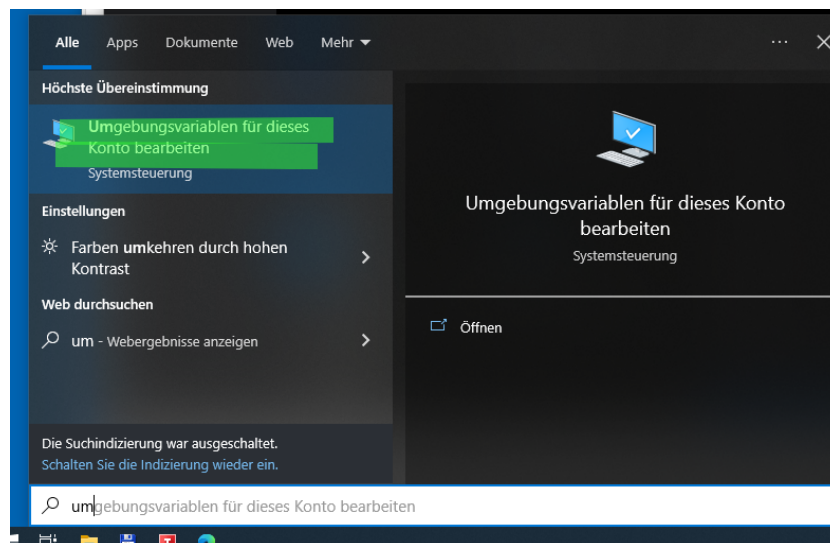 Alle Apps Dokumente Web Mehr
Höchste Übereinstimmung
Umgebungsvariablen für dieses
Konto bearbeiten
Systemsteuerung
Einstellungen
Farben umkehren durch hohen
Kontrast
Web durchsuchen
um - Webergebnisse anzeigen
Die Suchindizierung war ausgeschaltet.
Schalten Sie die Indizierung wieder ein.
Umgebungsvariablen für dieses Konto
bearbeiten
Systemsteuerung
Öffnen
umgebungsvariablen für dieses Konto bearbeiten